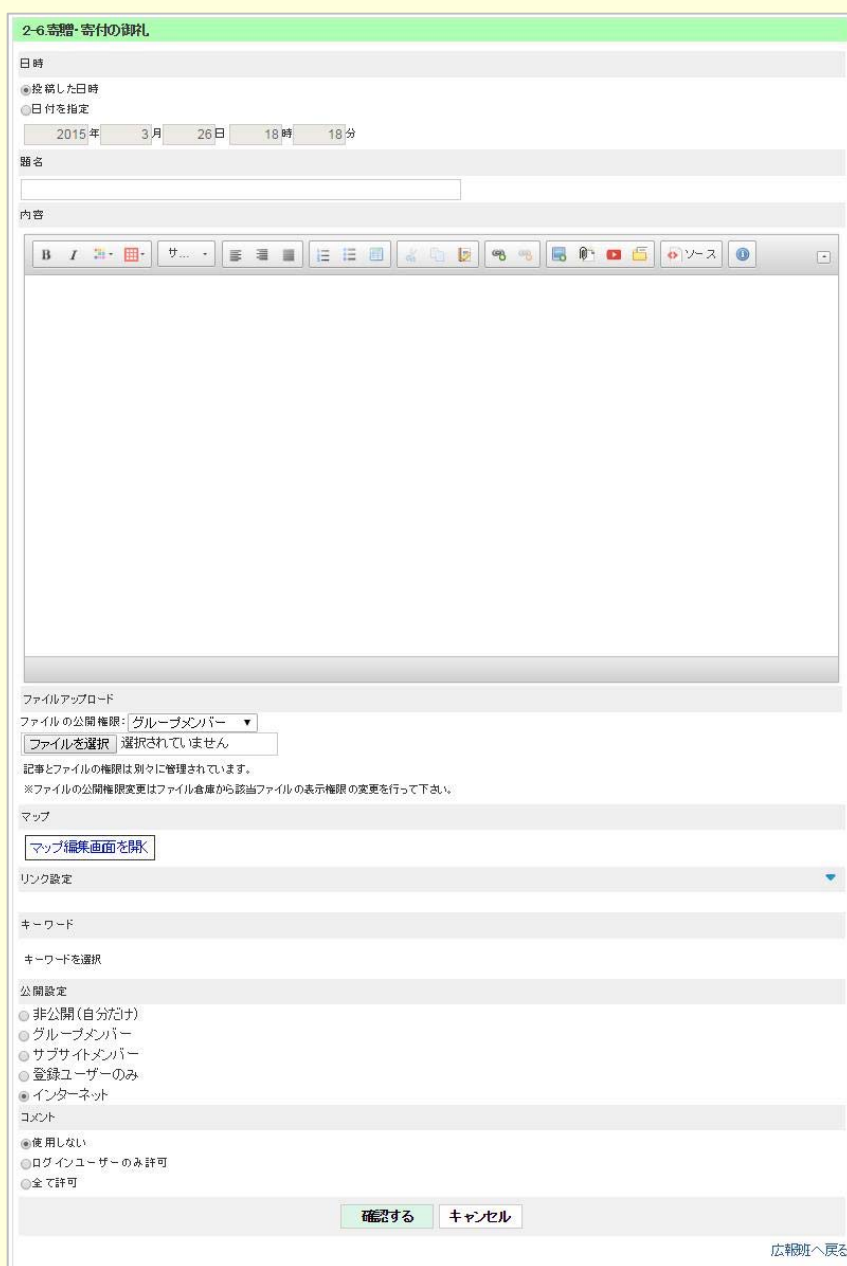 2-6.寄贈・寄付の御礼
日時
投稿した日時
日付を指定
2015年 3月 26日 18時 18分
題名
内容
B I サ... ソース
ファイルアップロード
ファイルの公開権限: グループメンバー
ファイルを選択 選択されていません
記事とファイルの権限は別々に管理されています。
※ファイルの公開権限変更はファイル倉庫から該当ファイルの表示権限の変更を行って下さい。
マップ
マップ編集画面を開く
リンク設定
キーワード
キーワードを選択
公開設定
非公開(自分だけ)
グループメンバー
サブサイトメンバー
登録ユーザーのみ
インターネット
コメント
使用しない
ログインユーザーのみ許可
全て許可
確認する キャンセル
広報班へ戻る